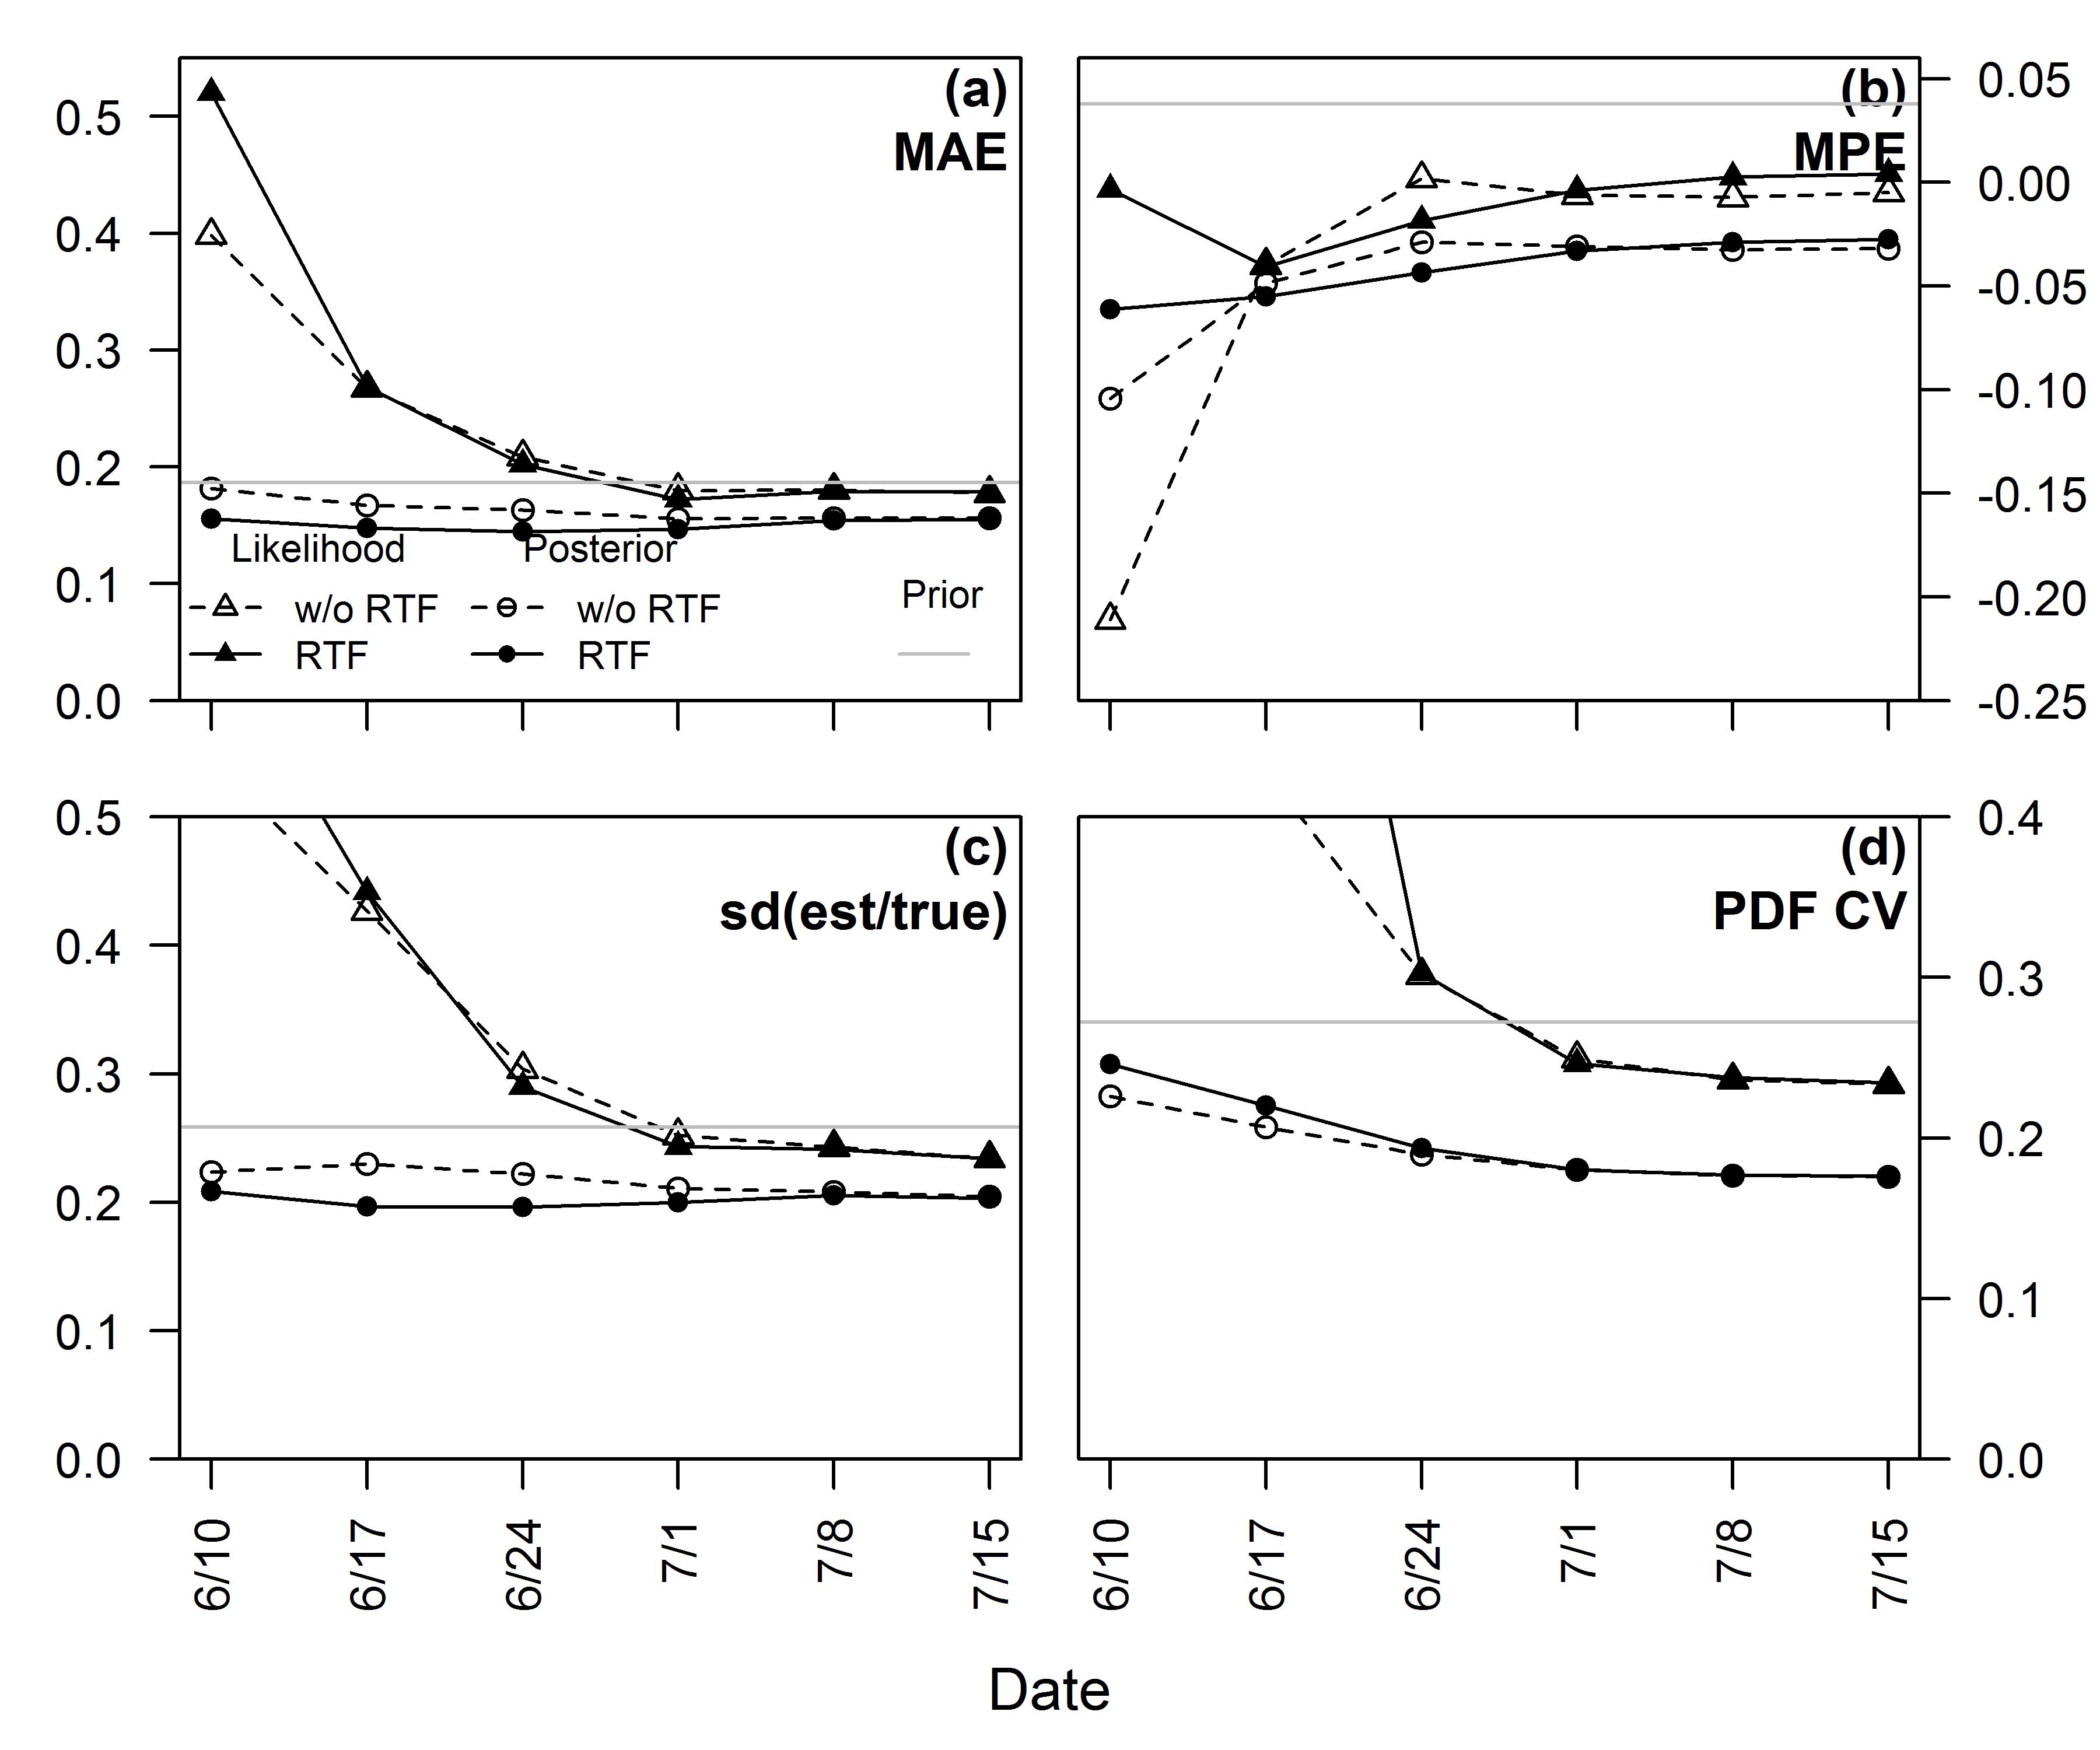 (a)
MAE
0.5
0.4
0.3
0.2
0.1
0.0
Likelihood Posterior
Prior
w/o RTF w/o RTF
RTF RTF
(b)
MPE
0.05
0.00
-0.05
-0.10
-0.15
-0.20
-0.25
(c)
sd(est/true)
0.5
0.4
0.3
0.2
0.1
0.0
6/10 6/17 6/24 7/1 7/8 7/15
(d)
PDF CV
0.4
0.3
0.2
0.1
0.0
6/10 6/17 6/24 7/1 7/8 7/15
Date